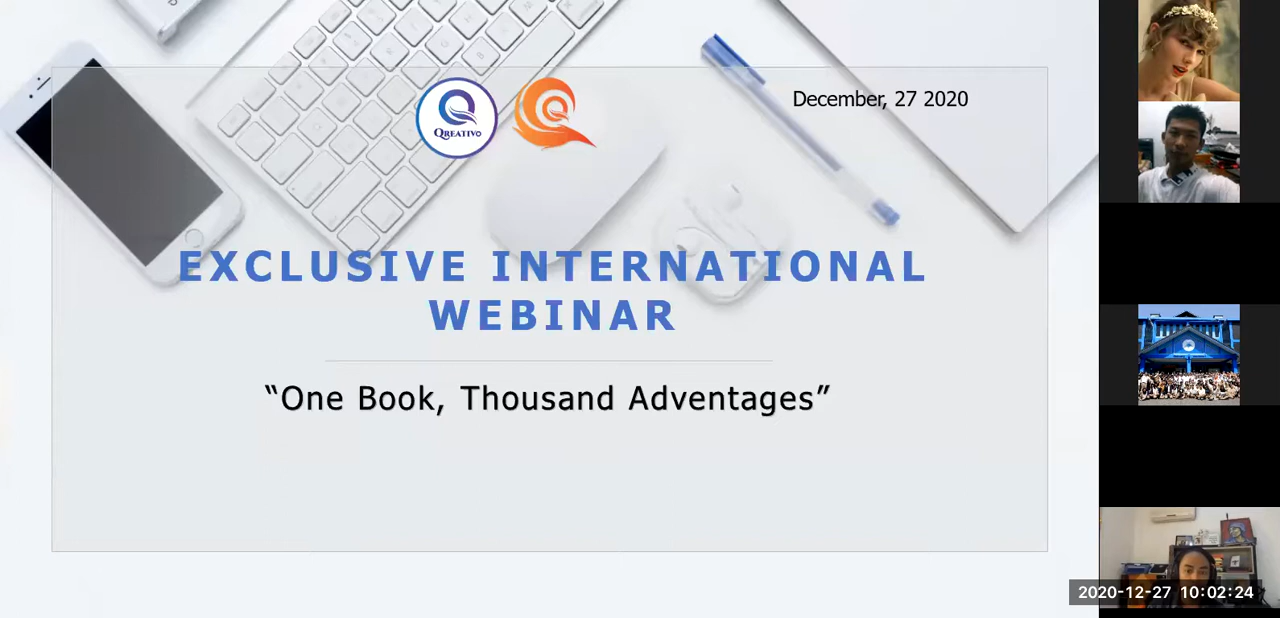 QREATIVO
December, 27 2020
EXCLUSIVE INTERNATIONAL
WEBINAR
“One Book, Thousand Adventages”
2020-12-27 10:02:24